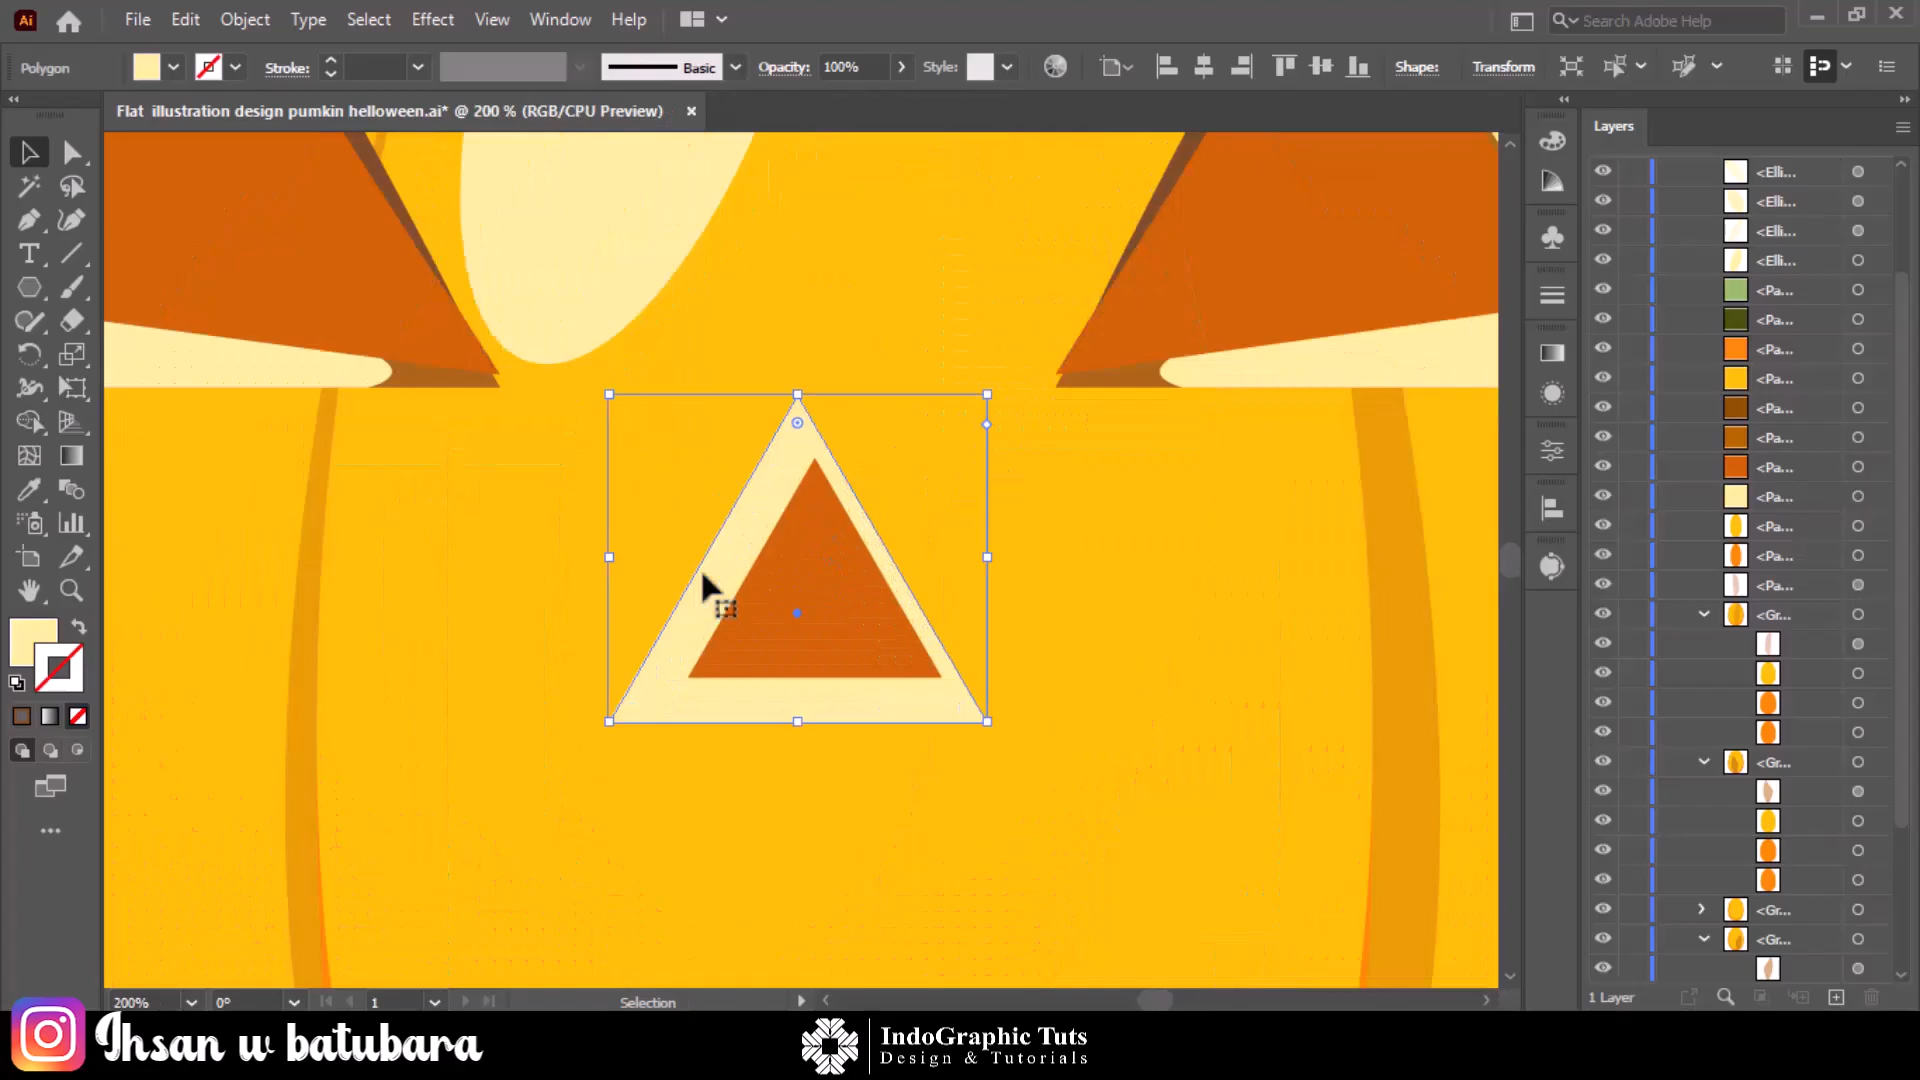 Ai File Edit Object Type Select Effect View Window Help Search Adobe Help
Polygon Stroke: Basic Opacity: 100% Style: Shape: Transform
Flat illustration design pumkin helloween.ai* @ 200 % (RGB/CPU Preview)
Layers
<Elli...
<Elli...
<Elli...
<Elli...
<Pa...
<Pa...
<Pa...
<Pa...
<Pa...
<Pa...
<Pa...
<Pa...
<Pa...
<Pa...
<Pa...
<Gr...
<Gr...
<Gr...
<Gr...
200% 0° 1 Selection
1 Layer
Ihsan w batubara
IndoGraphic Tuts
Design & Tutorials